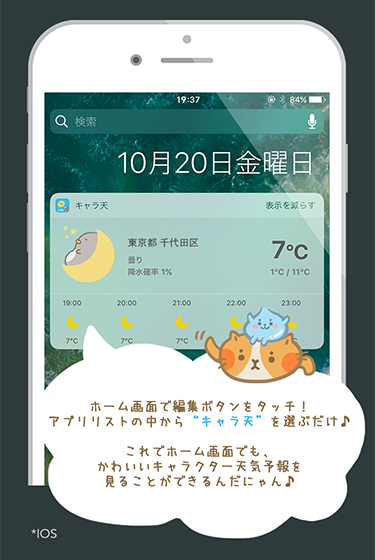 19:37
84%
検索
10月20日金曜日
キャラ天
表示を減らす
東京都 千代田区
曇り
降水確率 1%
7℃
1℃ / 11℃
19:00 20:00 21:00 22:00 23:00
7℃ 7℃
ホーム画面で編集ボタンをタッチ！
アプリリストの中から“キャラ天”を選ぶだけ♪
これでホーム画面でも、
かわいいキャラクター天気予報を
見ることができるんだにゃん♪
*IOS